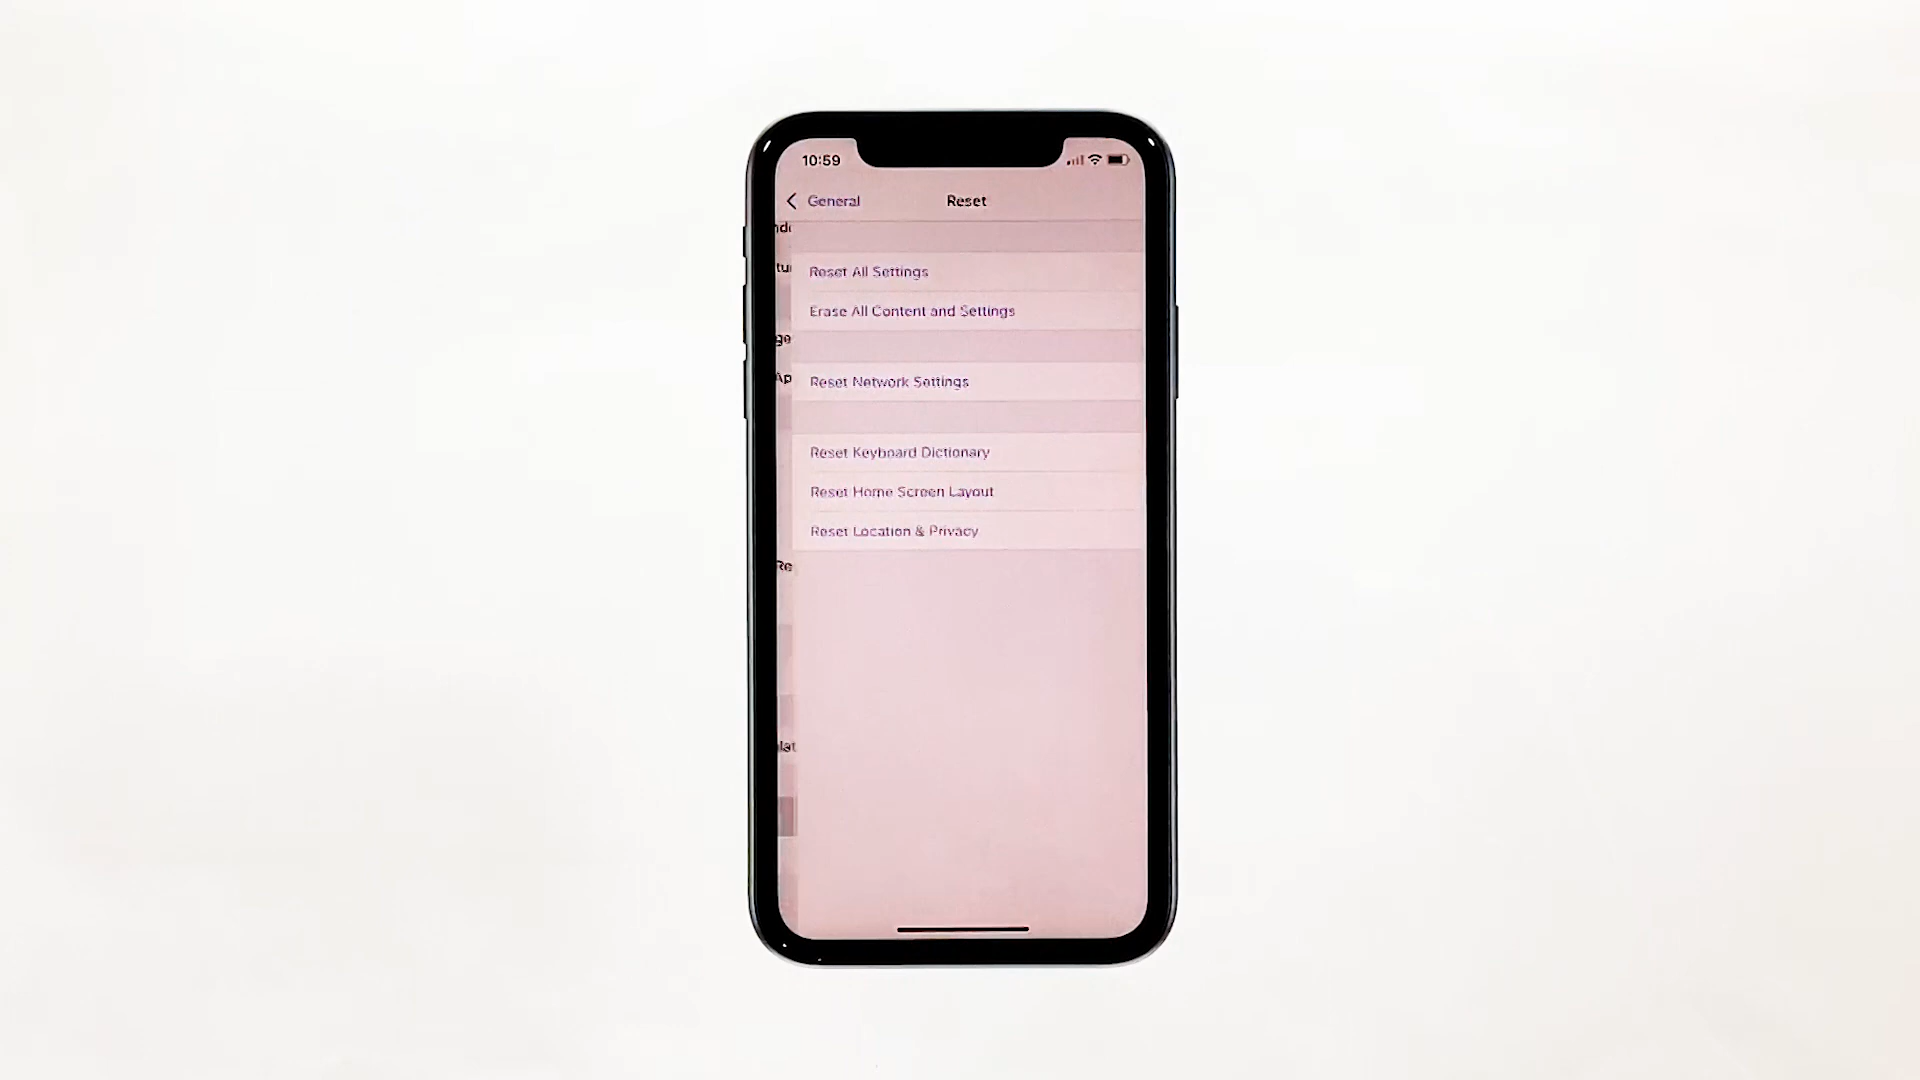 10:59
General
Reset
Reset All Settings
Erase All Content and Settings
Reset Network Settings
Reset Keyboard Dictionary
Reset Home Screen Layout
Reset Location & Privacy